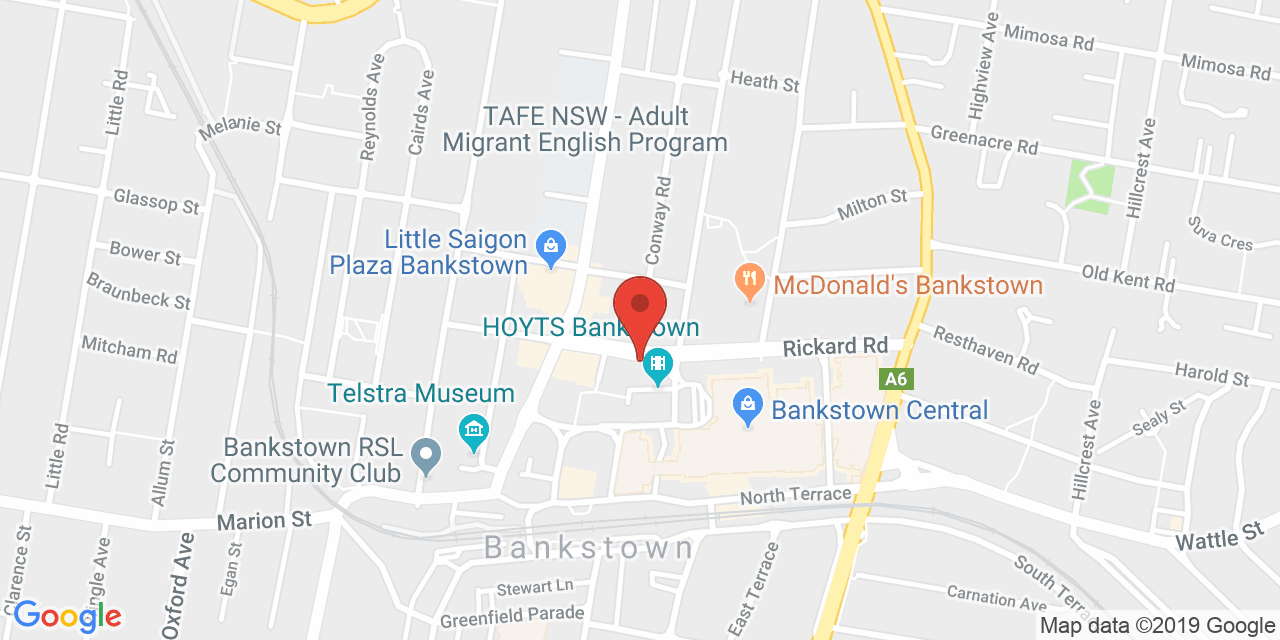 Mimosa Rd
Mimosa Rd
Highview Ave
Heath St
Little Rd
Reynolds Ave
Cairds Ave
Melanie St
TAFE NSW - Adult
Migrant English Program
Greenacre Rd
Hillcrest Ave
Glassop St
Conway Rd
Milton St
Suva Cres
Little Saigon
Plaza Bankstown
Bower St
Old Kent Rd
Braunbeck St
McDonald's Bankstown
HOYTS Bankstown
Mitcham Rd
Rickard Rd
Resthaven Rd
A6
Harold St
Telstra Museum
Bankstown Central
Sealy St
Little Rd
Allum St
Bankstown RSL
Community Club
Hillcrest Ave
North Terrace
Marion St
Wattle St
Clarence St
Oxford Ave
Egan St
Bankstown
East Terrace
South Terra
Stewart Ln
Carnation Ave
Greenfield Parade
Google
Map data ©2019 Google